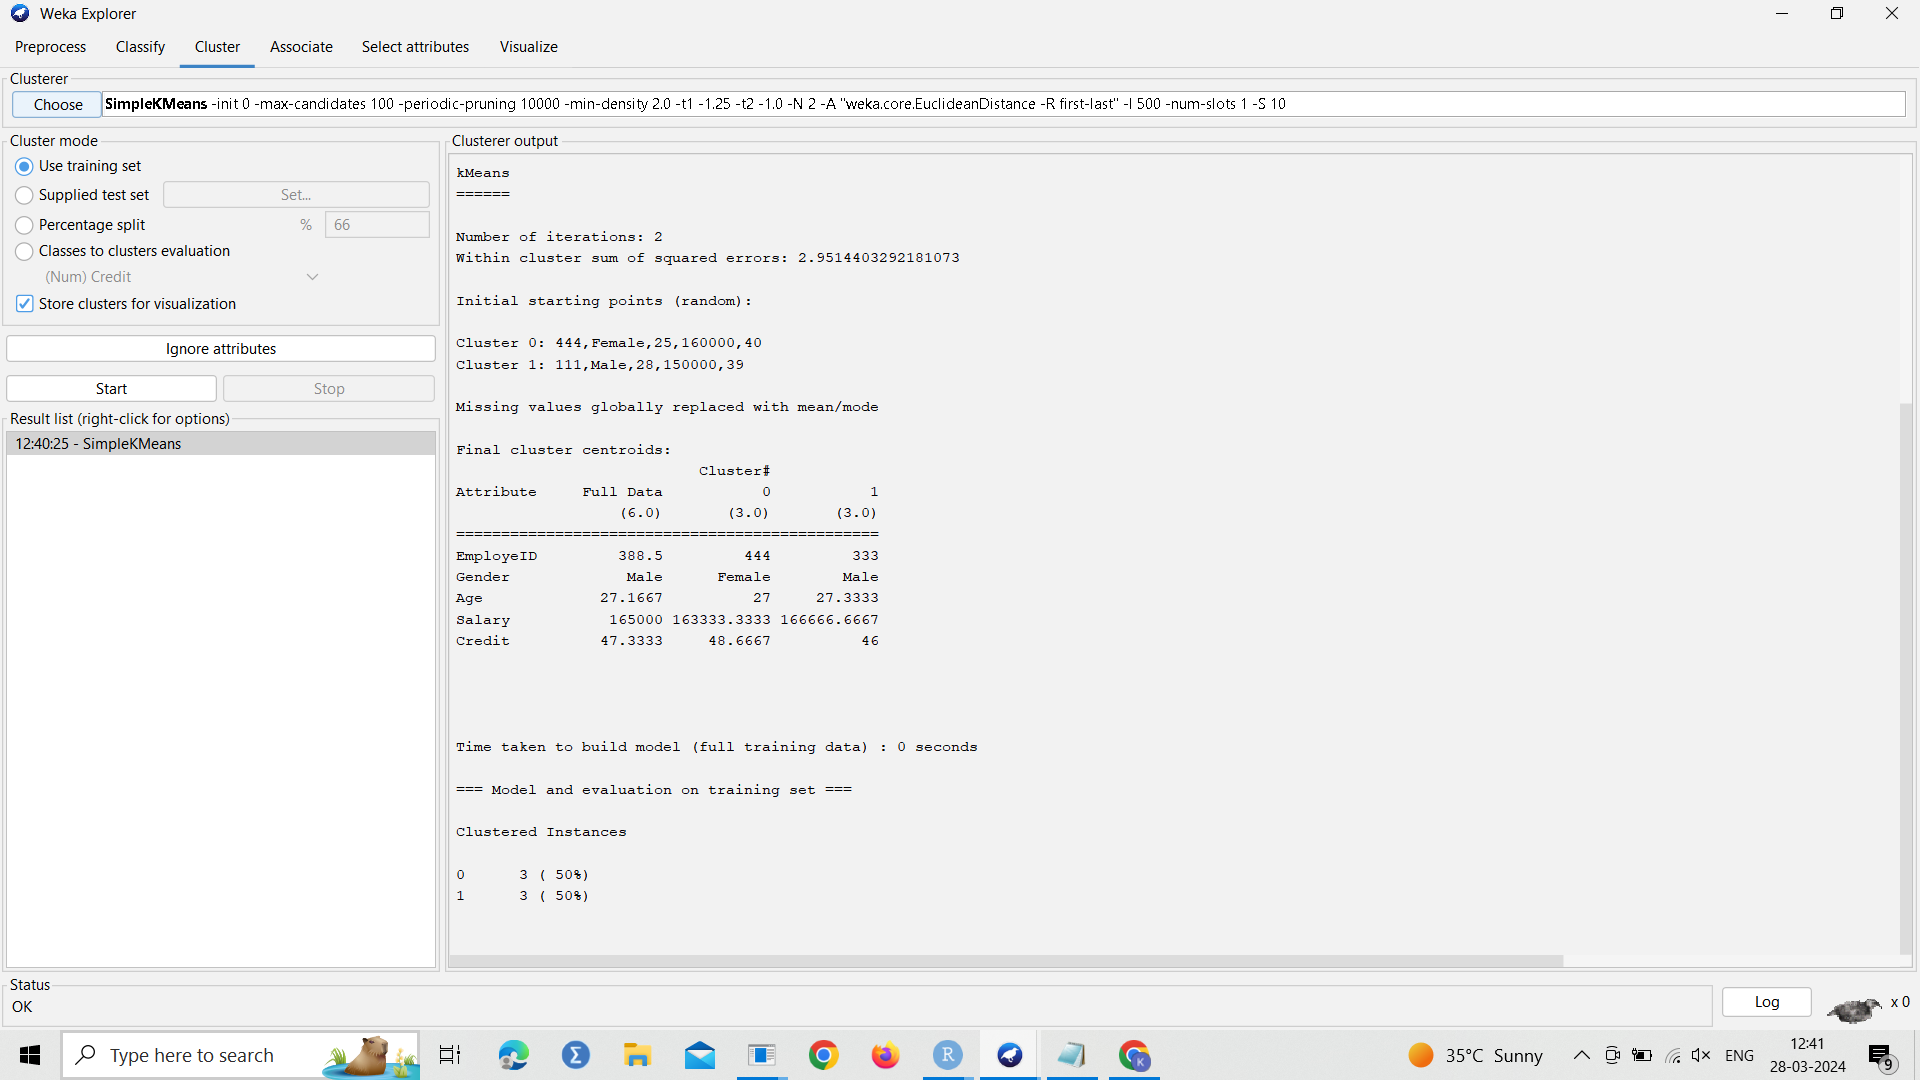 Weka Explorer
Preprocess Classify Cluster Associate Select attributes Visualize
Clusterer
Choose SimpleKMeans -init 0 -max-candidates 100 -periodic-pruning 10000 -min-density 2.0 -t1 -1.25 -t2 -1.0 -N 2 -A "weka.core.EuclideanDistance -R first-last" -I 500 -num-slots 1 -S 10
Cluster mode
Use training set
Supplied test set Set...
Percentage split % 66
Classes to clusters evaluation
(Num) Credit
Store clusters for visualization
Ignore attributes
Start Stop
Result list (right-click for options)
12:40:25 - SimpleKMeans
Clusterer output
kMeans
======
Number of iterations: 2
Within cluster sum of squared errors: 2.9514403292181073
Initial starting points (random):
Cluster 0: 444,Female,25,160000,40
Cluster 1: 111,Male,28,150000,39
Missing values globally replaced with mean/mode
Final cluster centroids:
Cluster#
Attribute Full Data 0 1
(6.0) (3.0) (3.0)
===============================================
EmployeID 388.5 444 333
Gender Male Female Male
Age 27.1667 27 27.3333
Salary 165000 163333.3333 166666.6667
Credit 47.3333 48.6667 46
Time taken to build model (full training data) : 0 seconds
=== Model and evaluation on training set ===
Clustered Instances
0 3 ( 50%)
1 3 ( 50%)
Status
OK
Log x 0
Type here to search
Σ
R
K
35°C Sunny
ENG
12:41
28-03-2024
9